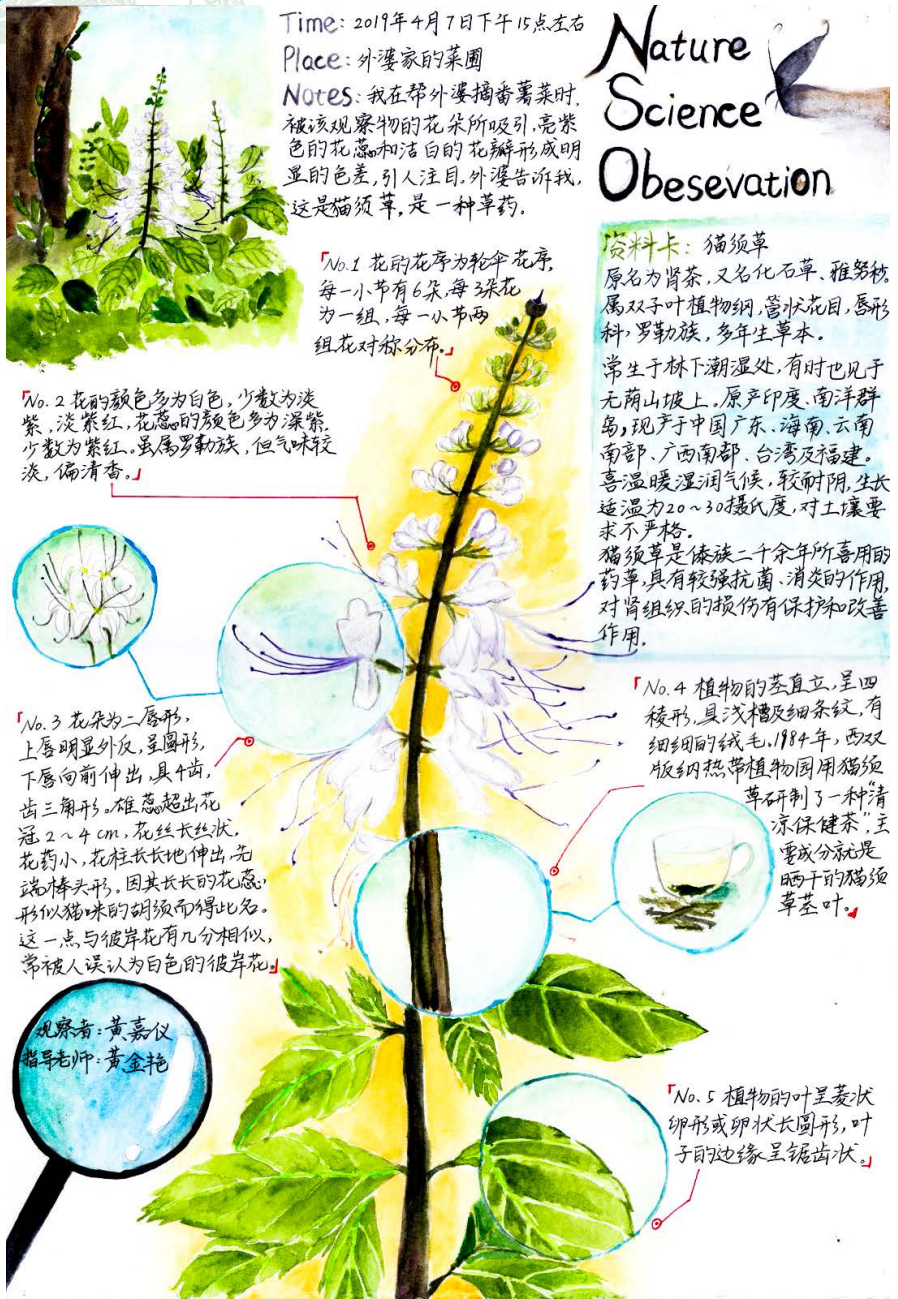 Time: 2019年4月7日下午15点左右
Place: 外婆家的菜圃
Notes: 我在帮外婆摘番薯菜时,
被该观察物的花朵所吸引,亮紫
色的花蕊和洁白的花瓣形成明
显的色差,引人注目。外婆告诉我,
这是猫须草,是一种草药。
Nature
Science
Obesevation
资料卡: 猫须草
原名为肾茶,又名化石草、雅努秒。
属双子叶植物纲,管状花目,唇形
科,罗勒族,多年生草本。
常生于林下潮湿处,有时也见于
无荫山坡上,原产印度、南洋群
岛,现产于中国广东、海南、云南
南部、广西南部、台湾及福建。
喜温暖湿润气候,较耐阴,生长
适温为20~30摄氏度,对土壤要
求不严格。
猫须草是傣族二千余年所喜用的
药草,具有较强抗菌、消炎的作用,
对肾组织的损伤有保护和改善
作用.
「No.1 花的花序为轮伞花序,
每一小节有6朵,每3朵花
为一组,每一小节两
组花对称分布。」
「No.2 花的颜色多为白色,少数为淡
紫,淡紫红,花蕊的颜色多为深紫,
少数为紫红。虽属罗勒族,但气味较
淡,偏清香。」
「No.3 花朵为二唇形,
上唇明显外反,呈圆形,
下唇向前伸出,具4齿,
齿三角形。雄蕊超出花
冠2~4cm,花丝长丝状,
花药小,花柱长长地伸出,先
端棒头形。因其长长的花蕊,
形似猫咪的胡须而得此名。
这一点与彼岸花有几分相似,
常被人误认为白色的彼岸花。」
「No.4 植物的茎直立,呈四
棱形,具浅槽及细条纹,有
细细的绒毛。1984年,西双
版纳热带植物园用猫须
草研制了一种"清
凉保健茶",主
要成分就是
晒干的猫须
草茎叶。」
观察者:黄嘉仪
指导老师:黄金艳
「No.5 植物的叶呈菱状
卵形或卵状长圆形,叶
子的边缘呈锯齿状。」